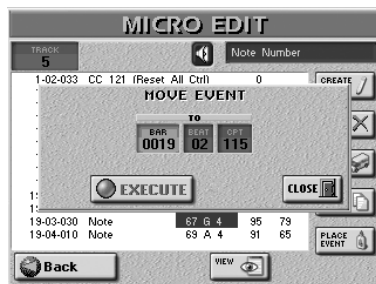 MICRO EDIT
TRACK
5
Note Number
1-02-033 CC 121 (Reset All Ctrl) 0
CREATE
MOVE EVENT
TO
BAR BEAT CPT
0019 02 115
EXECUTE
CLOSE
19-03-030 Note 67 G 4 95 79
19-04-010 Note 69 A 4 91 65
PLACE
EVENT
Back
VIEW